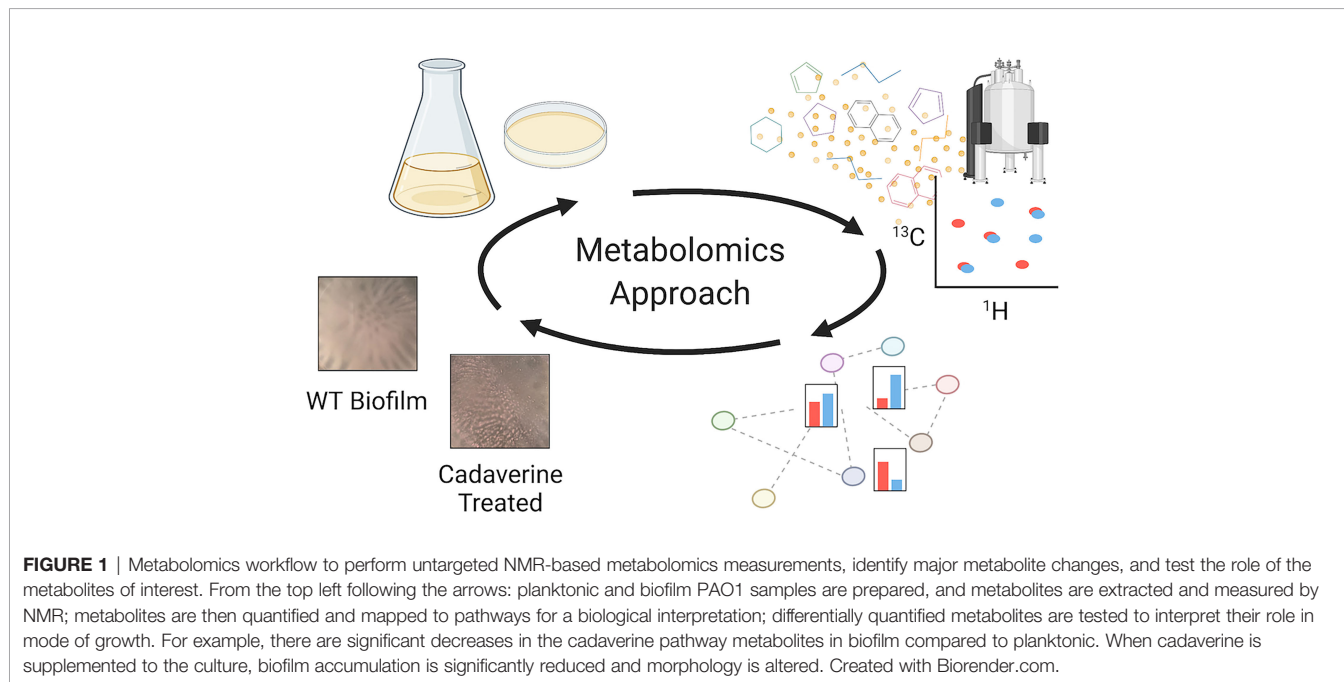 Metabolomics
Approach
¹³C
¹H
WT Biofilm
Cadaverine
Treated
FIGURE 1 | Metabolomics workflow to perform untargeted NMR-based metabolomics measurements, identify major metabolite changes, and test the role of the
metabolites of interest. From the top left following the arrows: planktonic and biofilm PAO1 samples are prepared, and metabolites are extracted and measured by
NMR; metabolites are then quantified and mapped to pathways for a biological interpretation; differentially quantified metabolites are tested to interpret their role in
mode of growth. For example, there are significant decreases in the cadaverine pathway metabolites in biofilm compared to planktonic. When cadaverine is
supplemented to the culture, biofilm accumulation is significantly reduced and morphology is altered. Created with Biorender.com.